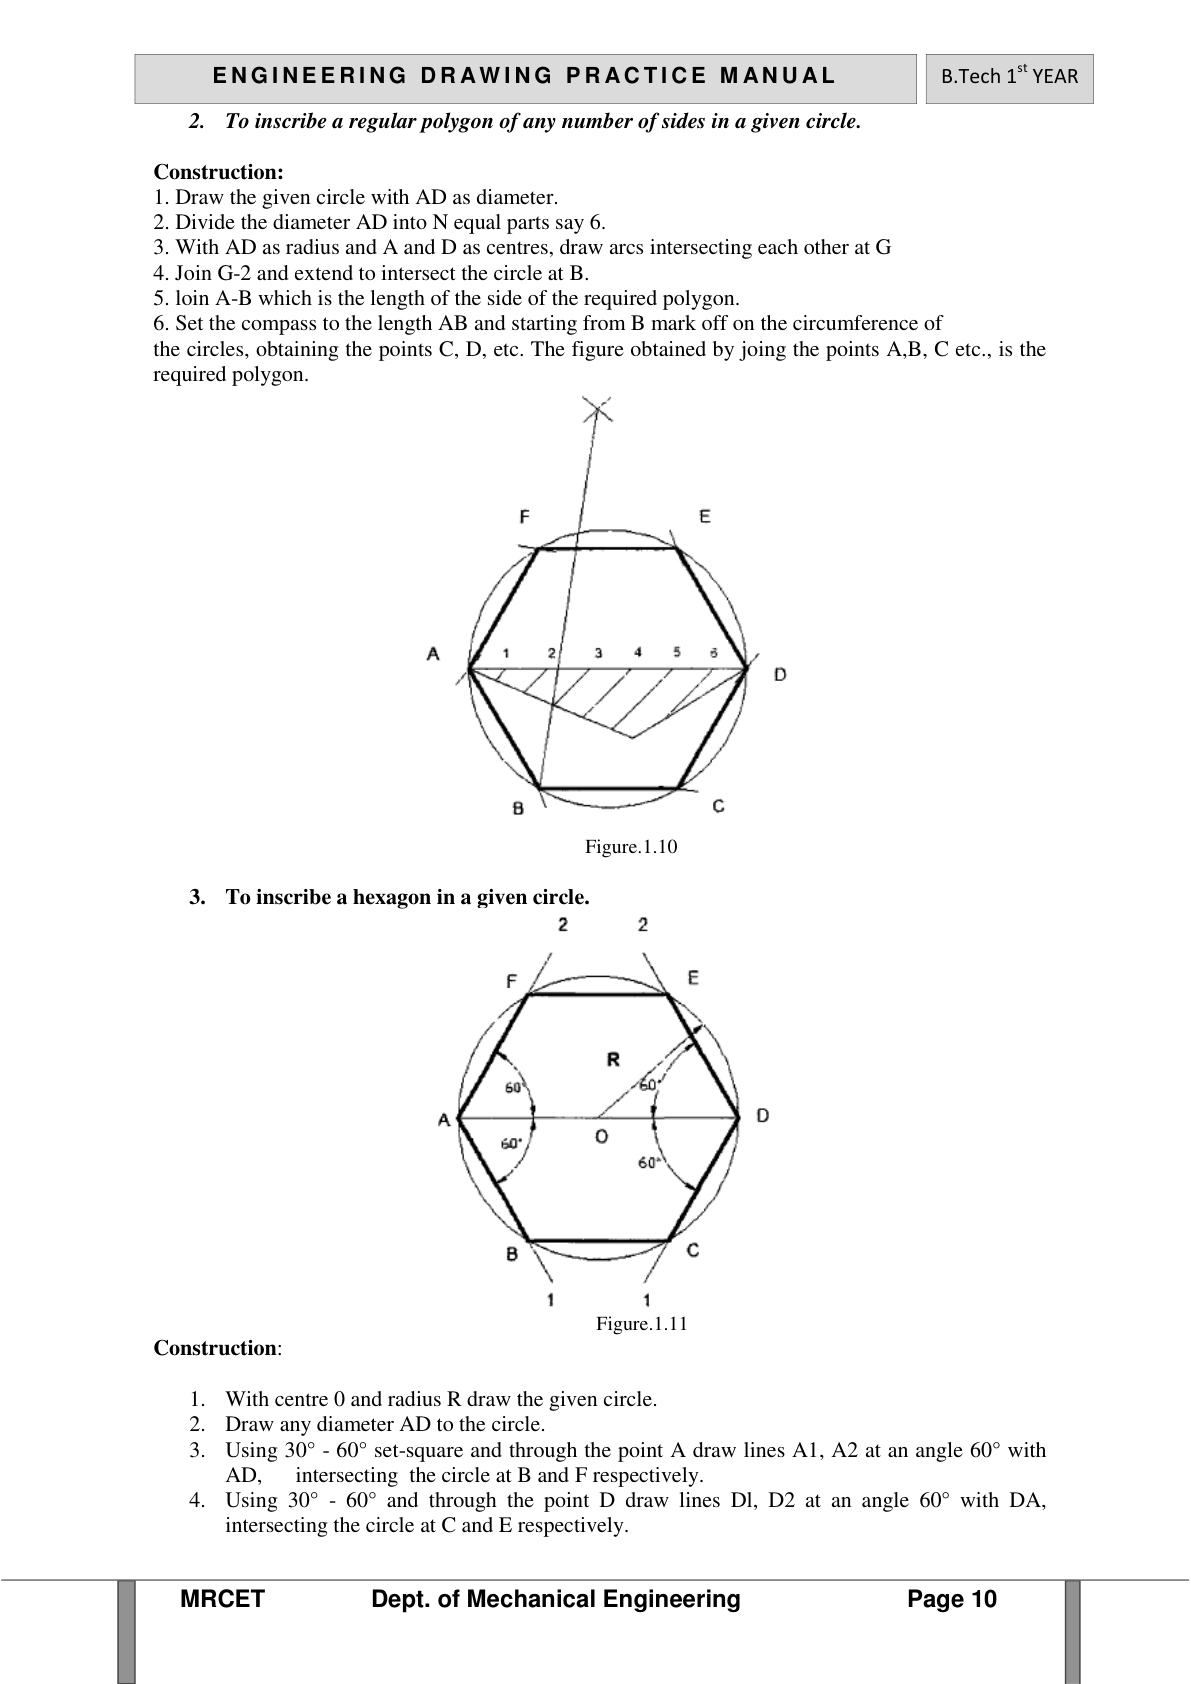 ENGINEERING DRAWING PRACTICE MANUAL
B.Tech 1st YEAR
2. To inscribe a regular polygon of any number of sides in a given circle.
Construction:
1. Draw the given circle with AD as diameter.
2. Divide the diameter AD into N equal parts say 6.
3. With AD as radius and A and D as centres, draw arcs intersecting each other at G
4. Join G-2 and extend to intersect the circle at B.
5. loin A-B which is the length of the side of the required polygon.
6. Set the compass to the length AB and starting from B mark off on the circumference of
the circles, obtaining the points C, D, etc. The figure obtained by joing the points A,B, C etc., is the
required polygon.
F E
A 1 2 3 4 5 6 D
B C
Figure.1.10
3. To inscribe a hexagon in a given circle.
2 2
F E
R
60° 60°
A O D
60° 60°
B C
1 1
Figure.1.11
Construction:
1. With centre 0 and radius R draw the given circle.
2. Draw any diameter AD to the circle.
3. Using 30° - 60° set-square and through the point A draw lines A1, A2 at an angle 60° with
AD, intersecting the circle at B and F respectively.
4. Using 30° - 60° and through the point D draw lines Dl, D2 at an angle 60° with DA,
intersecting the circle at C and E respectively.
MRCET Dept. of Mechanical Engineering Page 10